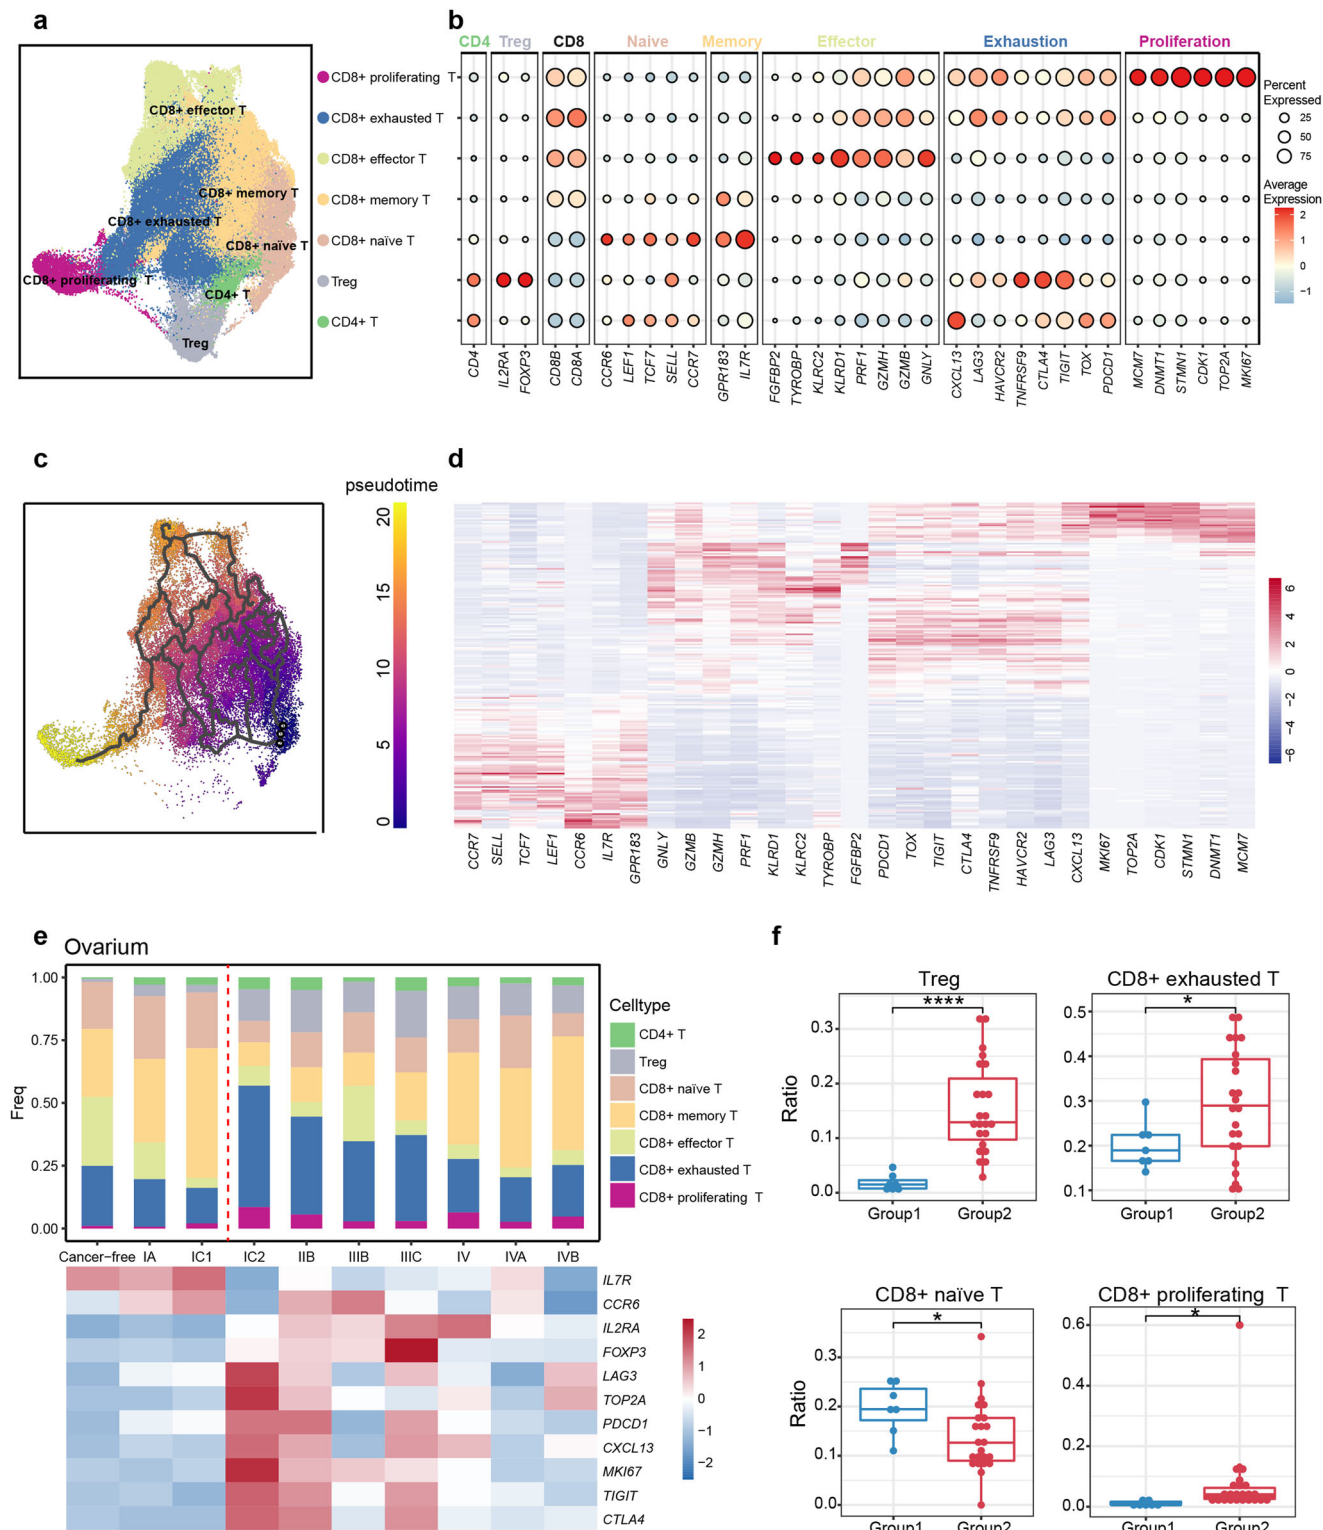 a
CD8+ effector T
CD8+ memory T
CD8+ exhausted T
CD8+ naïve T
CD8+ proliferating T
CD4+ T
Treg
CD8+ proliferating T
CD8+ exhausted T
CD8+ effector T
CD8+ memory T
CD8+ naïve T
Treg
CD4+ T
b
CD4 Treg CD8 Naive Memory Effector Exhaustion Proliferation
CD4 IL2RA FOXP3 CD8B CD8A CCR6 LEF1 TCF7 SELL CCR7 GPR183 IL7R FGFBP2 TYROBP KLRC2 KLRD1 PRF1 GZMH GZMB GNLY CXCL13 LAG3 HAVCR2 TNFRSF9 CTLA4 TIGIT TOX PDCD1 MCM7 DNMT1 STMN1 CDK1 TOP2A MKI67
Percent
Expressed
25
50
75
Average
Expression
2
1
0
−1
c
pseudotime
20
15
10
5
0
d
6
4
2
0
−2
−4
−6
CCR7 SELL TCF7 LEF1 CCR6 IL7R GPR183 GNLY GZMB GZMH PRF1 KLRD1 KLRC2 TYROBP FGFBP2 PDCD1 TOX TIGIT CTLA4 TNFRSF9 HAVCR2 LAG3 CXCL13 MKI67 TOP2A CDK1 STMN1 DNMT1 MCM7
e
Ovarium
Freq
1.00
0.75
0.50
0.25
0.00
Cancer−free IA IC1 IC2 IIB IIIB IIIC IV IVA IVB
Celltype
CD4+ T
Treg
CD8+ naïve T
CD8+ memory T
CD8+ effector T
CD8+ exhausted T
CD8+ proliferating T
IL7R
CCR6
IL2RA
FOXP3
LAG3
TOP2A
PDCD1
CXCL13
MKI67
TIGIT
CTLA4
2
1
0
−1
−2
f
Treg
****
Ratio
0.3
0.2
0.1
0.0
Group1 Group2
CD8+ exhausted T
*
0.5
0.4
0.3
0.2
0.1
Group1 Group2
CD8+ naïve T
*
Ratio
0.3
0.2
0.1
0.0
Group1 Group2
CD8+ proliferating T
*
0.6
0.4
0.2
0.0
Group1 Group2